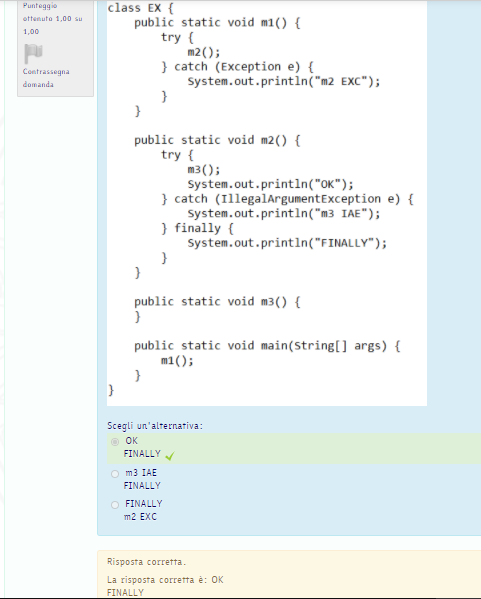 Punteggio
ottenuto 1,00 su
1,00
Contrassegna
domanda
class EX {
    public static void m1() {
        try {
            m2();
        } catch (Exception e) {
            System.out.println("m2 EXC");
        }
    }

    public static void m2() {
        try {
            m3();
            System.out.println("OK");
        } catch (IllegalArgumentException e) {
            System.out.println("m3 IAE");
        } finally {
            System.out.println("FINALLY");
        }
    }

    public static void m3() {
    }

    public static void main(String[] args) {
        m1();
    }
}
Scegli un'alternativa:
OK
FINALLY
m3 IAE
FINALLY
FINALLY
m2 EXC
Risposta corretta.
La risposta corretta è: OK
FINALLY